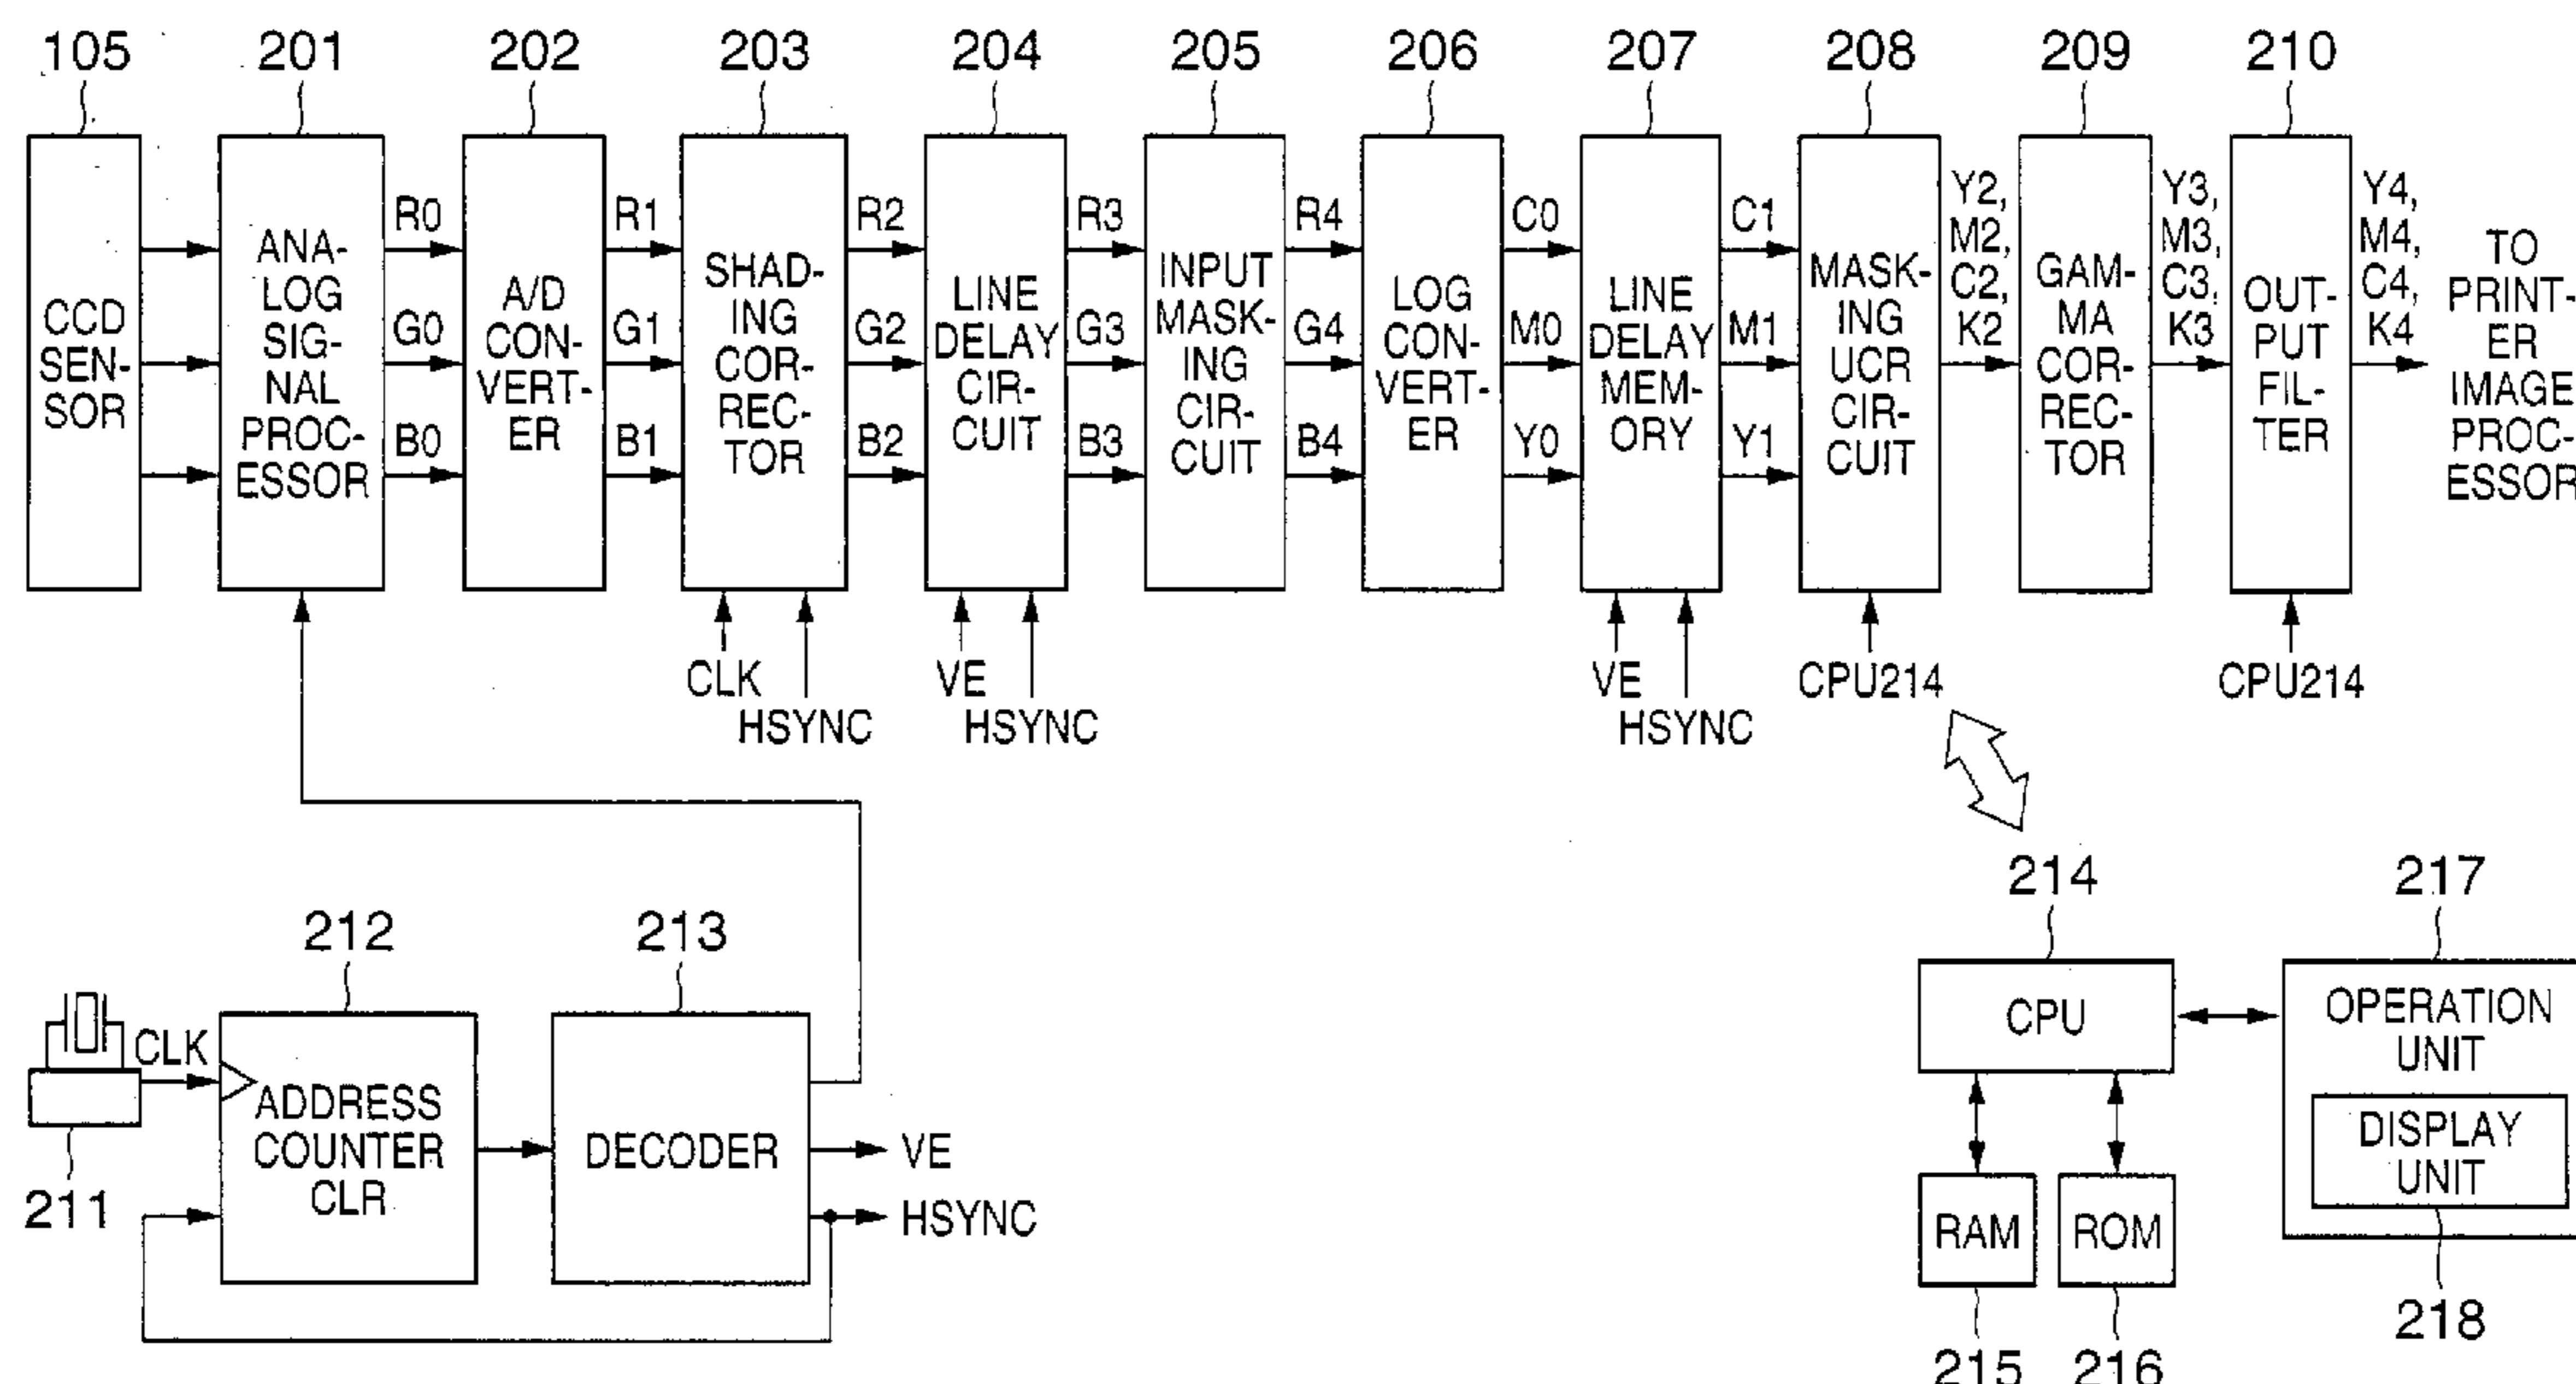 105 201 202 203 204 205 206 207 208 209 210
CCD
SEN-
SOR
ANA-
LOG
SIG-
NAL
PROC-
ESSOR
R0
G0
B0
A/D
CON-
VERT-
ER
R1
G1
B1
SHAD-
ING
COR-
REC-
TOR
R2
G2
B2
LINE
DELAY
CIR-
CUIT
R3
G3
B3
INPUT
MASK-
ING
CIR-
CUIT
R4
G4
B4
LOG
CON-
VERT-
ER
C0
M0
Y0
LINE
DELAY
MEM-
ORY
C1
M1
Y1
MASK-
ING
UCR
CIR-
CUIT
Y2,
M2,
C2,
K2
GAM-
MA
COR-
REC-
TOR
Y3,
M3,
C3,
K3
OUT-
PUT
FIL-
TER
Y4,
M4,
C4,
K4
TO
PRINT-
ER
IMAGE
PROC-
ESSOR
CLK
HSYNC
VE
HSYNC
VE
HSYNC
CPU214
CPU214
212
213
CLK
211
ADDRESS
COUNTER
CLR
DECODER
VE
HSYNC
214
217
CPU
OPERATION
UNIT
DISPLAY
UNIT
RAM
ROM
218
215
216